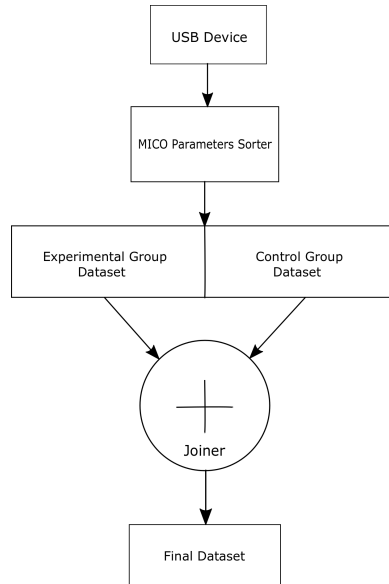 USB Device
MICO Parameters Sorter
Experimental Group
Dataset
Control Group
Dataset
Joiner
Final Dataset